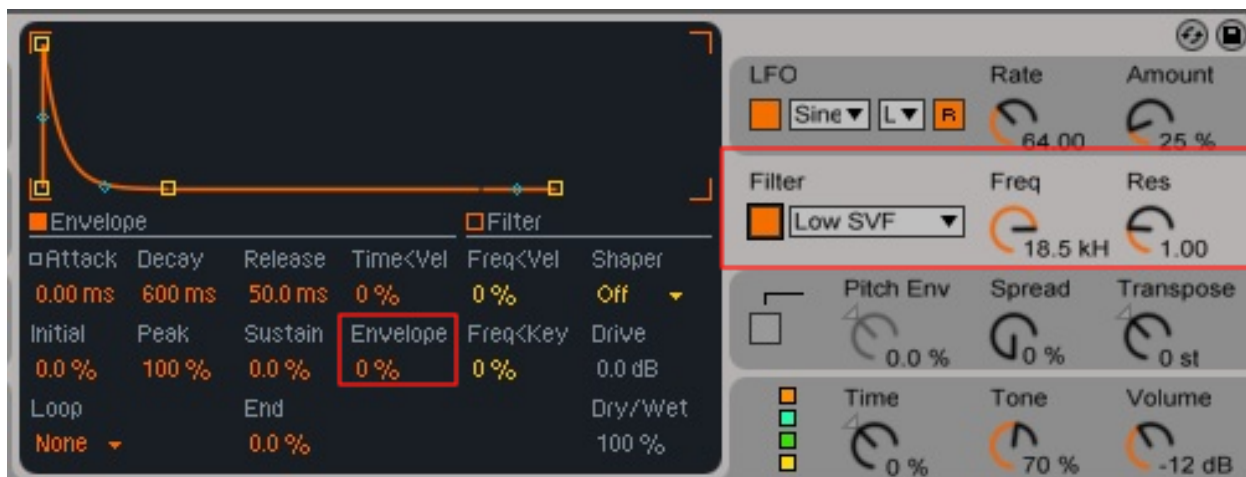 LFO Rate Amount
Sine L R 64.00 25 %
Filter Freq Res
Low SVF 18.5 kH 1.00
Pitch Env Spread Transpose
0.0 % 0 % 0 st
Time Tone Volume
0 % 70 % -12 dB
Envelope Filter
Attack Decay Release Time<Vel Freq<Vel Shaper
0.00 ms 600 ms 50.0 ms 0 % 0 % Off
Initial Peak Sustain Envelope Freq<Key Drive
0.0 % 100 % 0.0 % 0 % 0 % 0.0 dB
Loop End Dry/Wet
None 0.0 % 100 %